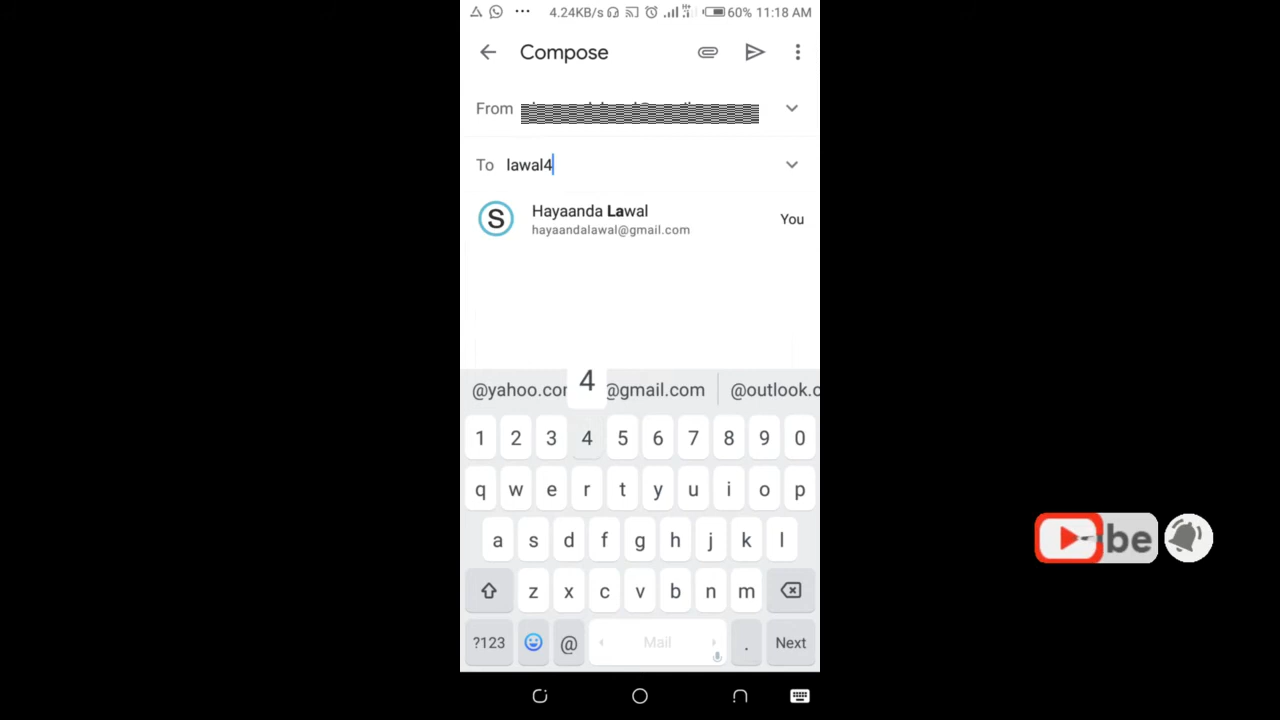 4.24KB/s H+ 60% 11:18 AM
Compose
From
To lawal4
S
Hayaanda Lawal
hayaandalawal@gmail.com
You
@yahoo.co 4 @gmail.com @outlook.c
1 2 3 4 5 6 7 8 9 0
q w e r t y u i o p
a s d f g h j k l
z x c v b n m
?123 @ Mail . Next
be